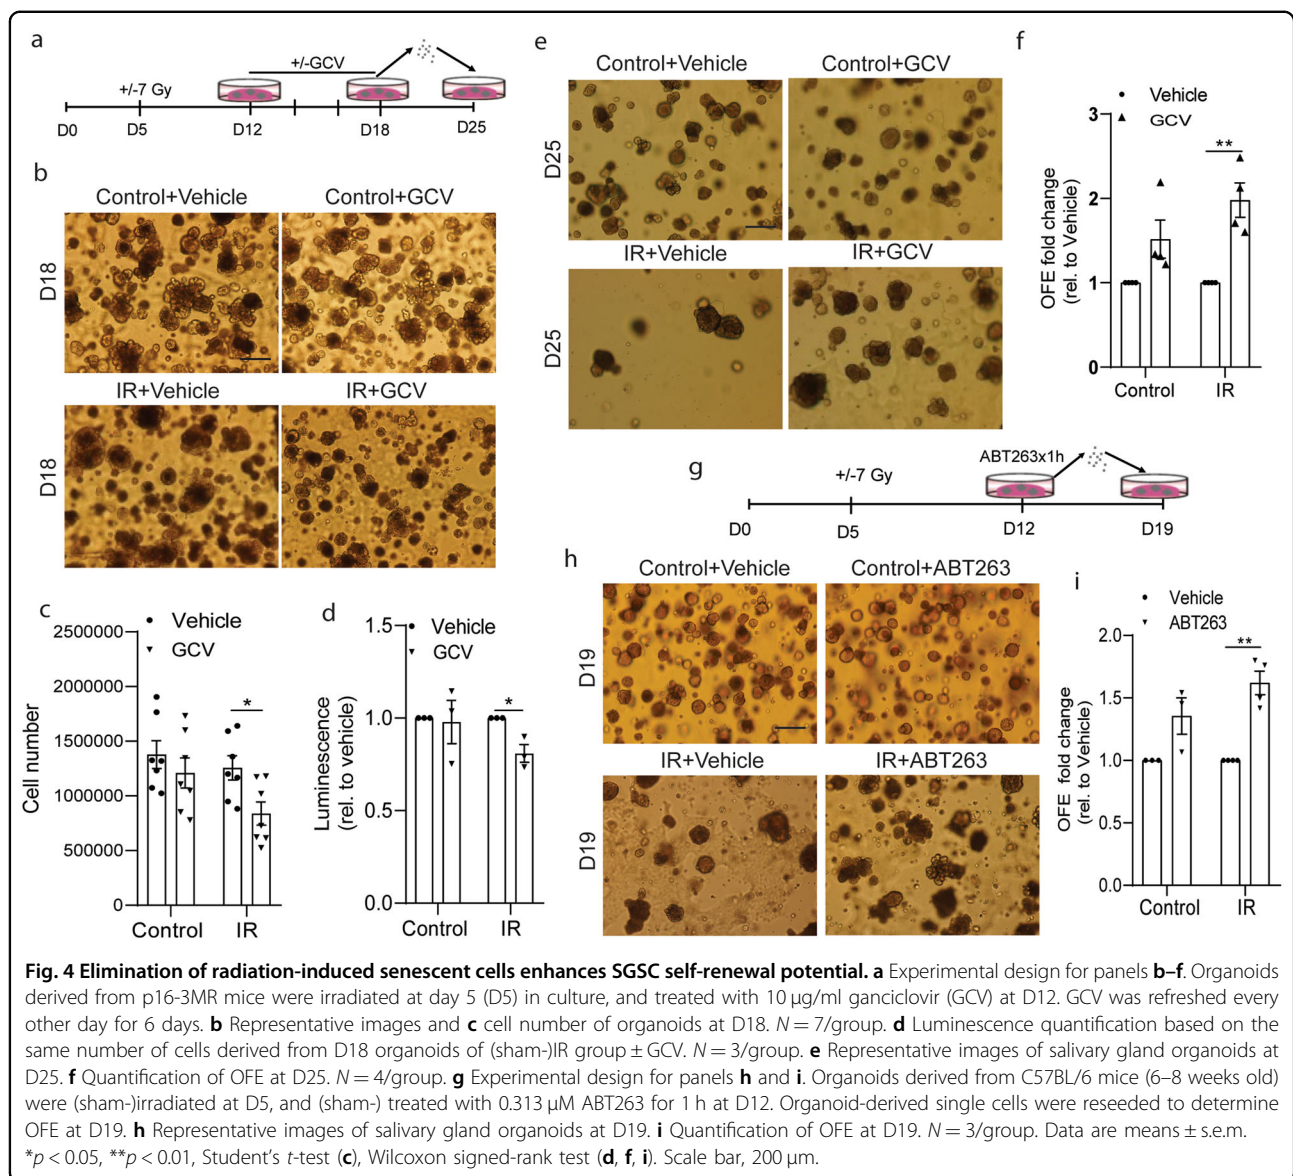 a
+/-GCV
+/-7 Gy
D0
D5
D12
D18
D25
b
Control+Vehicle
Control+GCV
D18
IR+Vehicle
IR+GCV
D18
c
Vehicle
GCV
2500000
2000000
1500000
1000000
500000
0
Cell number
*
Control
IR
d
Vehicle
GCV
1.5
1.0
0.5
0.0
Luminescence
(rel. to vehicle)
*
Control
IR
e
Control+Vehicle
Control+GCV
D25
IR+Vehicle
IR+GCV
D25
f
Vehicle
GCV
3
2
1
0
OFE fold change
(rel. to Vehicle)
**
Control
IR
g
ABT263x1h
+/-7 Gy
D0
D5
D12
D19
h
Control+Vehicle
Control+ABT263
D19
IR+Vehicle
IR+ABT263
D19
i
Vehicle
ABT263
2.0
1.5
1.0
0.5
0.0
OFE fold change
(rel. to Vehicle)
**
Control
IR
Fig. 4 Elimination of radiation-induced senescent cells enhances SGSC self-renewal potential. a Experimental design for panels b–f. Organoids
derived from p16-3MR mice were irradiated at day 5 (D5) in culture, and treated with 10 µg/ml ganciclovir (GCV) at D12. GCV was refreshed every
other day for 6 days. b Representative images and c cell number of organoids at D18. N = 7/group. d Luminescence quantification based on the
same number of cells derived from D18 organoids of (sham-)IR group ± GCV. N = 3/group. e Representative images of salivary gland organoids at
D25. f Quantification of OFE at D25. N = 4/group. g Experimental design for panels h and i. Organoids derived from C57BL/6 mice (6–8 weeks old)
were (sham-)irradiated at D5, and (sham-) treated with 0.313 µM ABT263 for 1 h at D12. Organoid-derived single cells were reseeded to determine
OFE at D19. h Representative images of salivary gland organoids at D19. i Quantification of OFE at D19. N = 3/group. Data are means ± s.e.m.
*p < 0.05, **p < 0.01, Student's t-test (c), Wilcoxon signed-rank test (d, f, i). Scale bar, 200 µm.